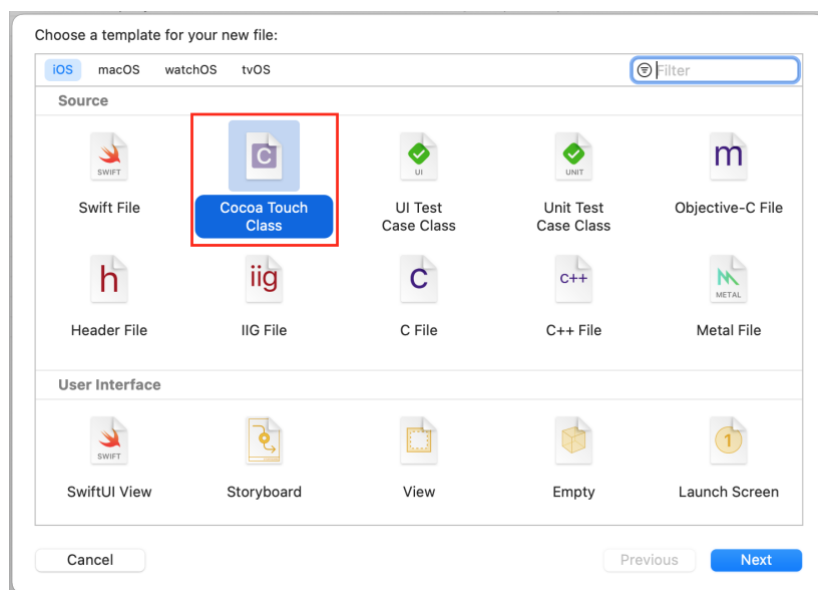 Choose a template for your new file:
iOS macOS watchOS tvOS Filter
Source
SWIFT C UI UNIT m
Swift File Cocoa Touch Class UI Test Case Class Unit Test Case Class Objective-C File
h iig C C++ METAL
Header File IIG File C File C++ File Metal File
User Interface
SWIFT 1
SwiftUI View Storyboard View Empty Launch Screen
Cancel Previous Next